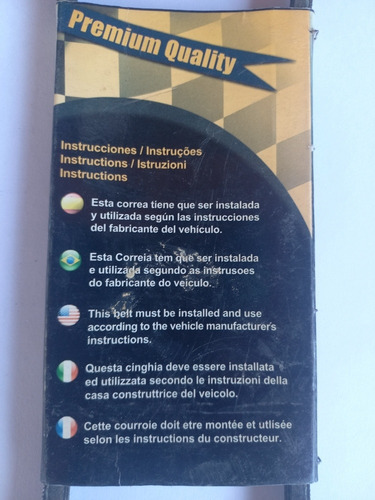 Premium Quality
Instrucciones / Instruções
Instructions / Istruzioni
Instructions
Esta correa tiene que ser instalada
y utilizada según las instrucciones
del fabricante del vehículo.
Esta Correia tem que ser instalada
e utilizada segundo as instrusoes
do fabricante do veiculo.
This belt must be installed and use
according to the vehicle manufacturer's
instructions.
Questa cinghia deve essere installata
ed utilizzata secondo le instruzioni della
casa construttrice del veicolo.
Cette courroie doit etre montée et utlisée
selon les instructions du constructeur.